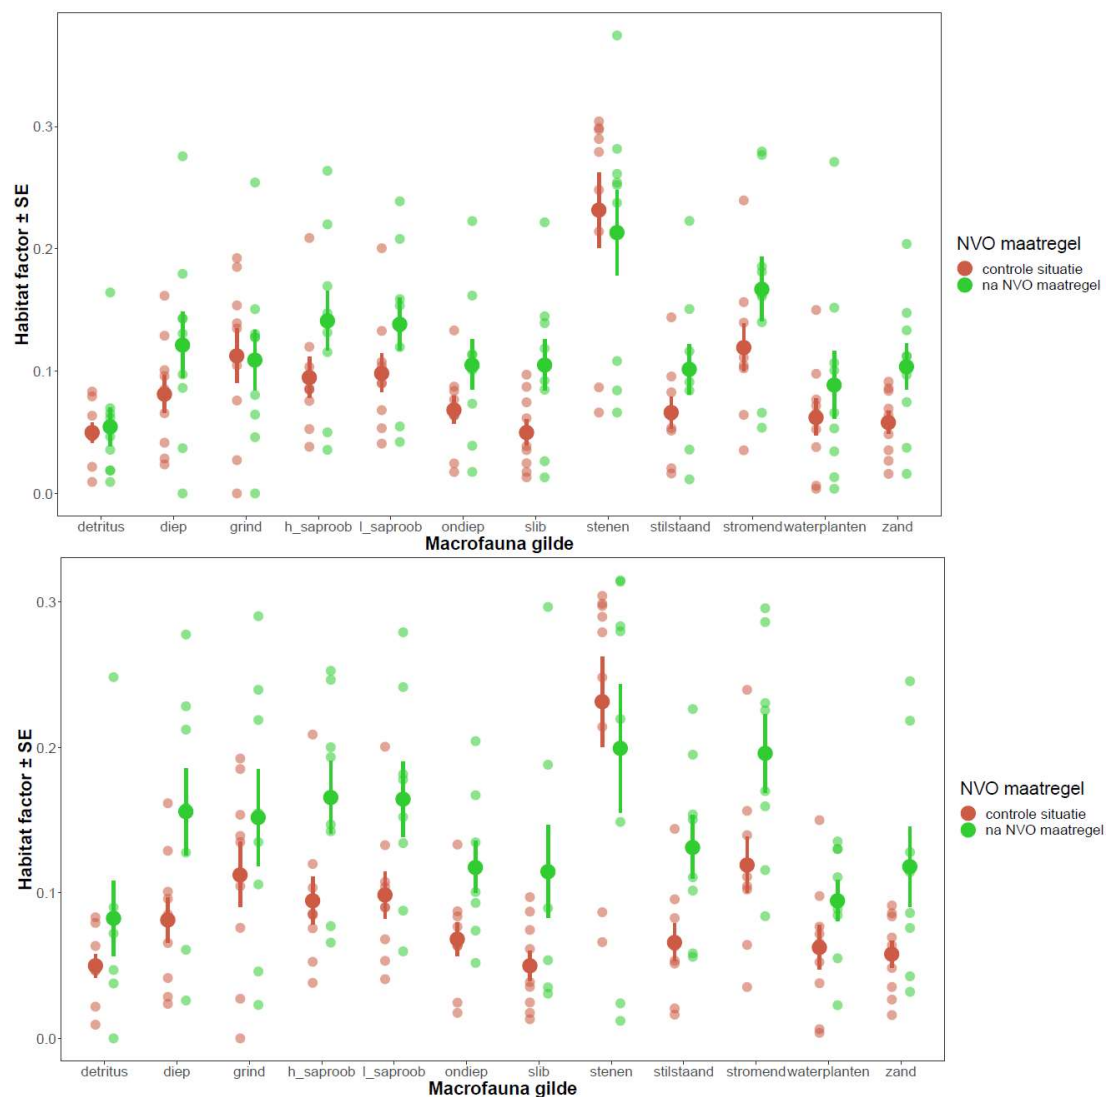 0.3
0.2
0.1
0.0
Habitat factor ± SE
detritus diep grind h_saproob l_saproob ondiep slib stenen stilstaand stromend waterplanten zand
Macrofauna gilde
NVO maatregel
controle situatie
na NVO maatregel
0.3
0.2
0.1
0.0
Habitat factor ± SE
detritus diep grind h_saproob l_saproob ondiep slib stenen stilstaand stromend waterplanten zand
Macrofauna gilde
NVO maatregel
controle situatie
na NVO maatregel